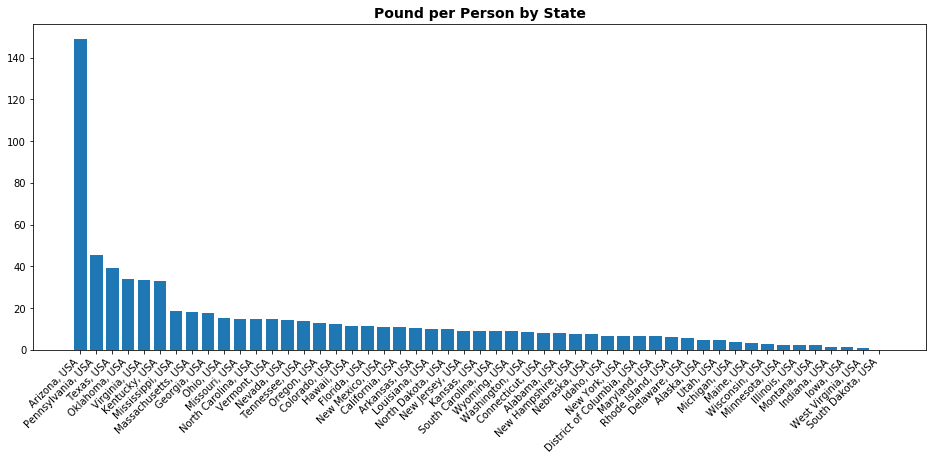 Pound per Person by State
140
120
100
80
60
40
20
0
Arizona, USA
Pennsylvania, USA
Texas, USA
Oklahoma, USA
Virginia, USA
Kentucky, USA
Mississippi, USA
Massachusetts, USA
Georgia, USA
Ohio, USA
Missouri, USA
North Carolina, USA
Vermont, USA
Nevada, USA
Tennessee, USA
Oregon, USA
Colorado, USA
Hawaii, USA
Florida, USA
New Mexico, USA
California, USA
Arkansas, USA
Louisiana, USA
North Dakota, USA
New Jersey, USA
Kansas, USA
South Carolina, USA
Wyoming, USA
Washington, USA
Connecticut, USA
Alabama, USA
New Hampshire, USA
Nebraska, USA
Idaho, USA
New York, USA
District of Columbia, USA
Maryland, USA
Rhode Island, USA
Delaware, USA
Alaska, USA
Utah, USA
Michigan, USA
Maine, USA
Wisconsin, USA
Minnesota, USA
Illinois, USA
Montana, USA
Indiana, USA
Iowa, USA
West Virginia, USA
South Dakota, USA